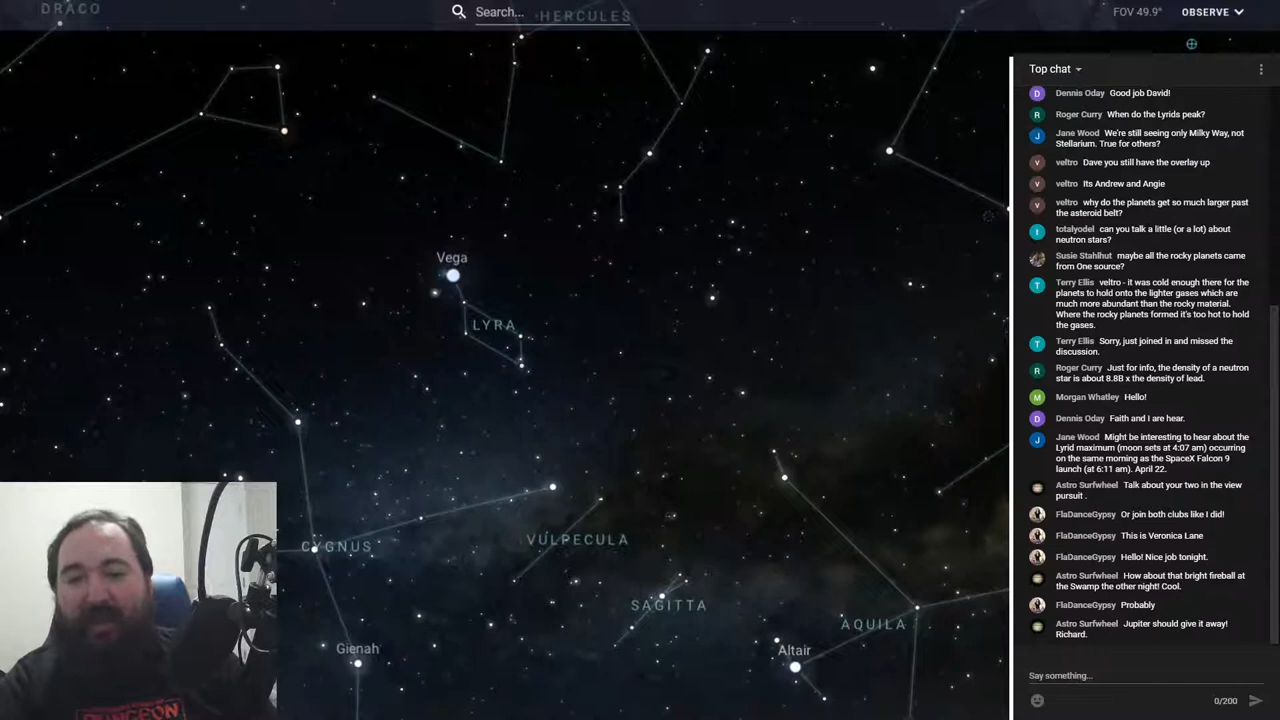 DRACO
Search...
HERCULES
FOV 49.9°
OBSERVE
Top chat
D
Dennis Oday Good job David!
R
Roger Curry When do the Lyrids peak?
J
Jane Wood We're still seeing only Milky Way, not
Stellarium. True for others?
v
veltro Dave you still have the overlay up
v
veltro Its Andrew and Angie
v
veltro why do the planets get so much larger past
the asteroid belt?
t
totalyodel can you talk a little (or a lot) about
neutron stars?
Susie Stahlhut maybe all the rocky planets came
from One source?
T
Terry Ellis veltro - it was cold enough there for the
planets to hold onto the lighter gases which are
much more abundant than the rocky material.
Where the rocky planets formed it's too hot to hold
the gases.
T
Terry Ellis Sorry, just joined in and missed the
discussion.
R
Roger Curry Just for info, the density of a neutron
star is about 8.8B x the density of lead.
M
Morgan Whatley Hello!
D
Dennis Oday Faith and I are hear.
J
Jane Wood Might be interesting to hear about the
Lyrid maximum (moon sets at 4:07 am) occurring
on the same morning as the SpaceX Falcon 9
launch (at 6:11 am). April 22.
Astro Surfwheel Talk about your two in the view
pursuit .
FlaDanceGypsy Or join both clubs like I did!
FlaDanceGypsy This is Veronica Lane
FlaDanceGypsy Hello! Nice job tonight.
Astro Surfwheel How about that bright fireball at
the Swamp the other night! Cool.
FlaDanceGypsy Probably
Astro Surfwheel Jupiter should give it away!
Richard.
Say something...
0/200
Vega
LYRA
CYGNUS
VULPECULA
SAGITTA
AQUILA
Gienah
Altair
DUNGEON